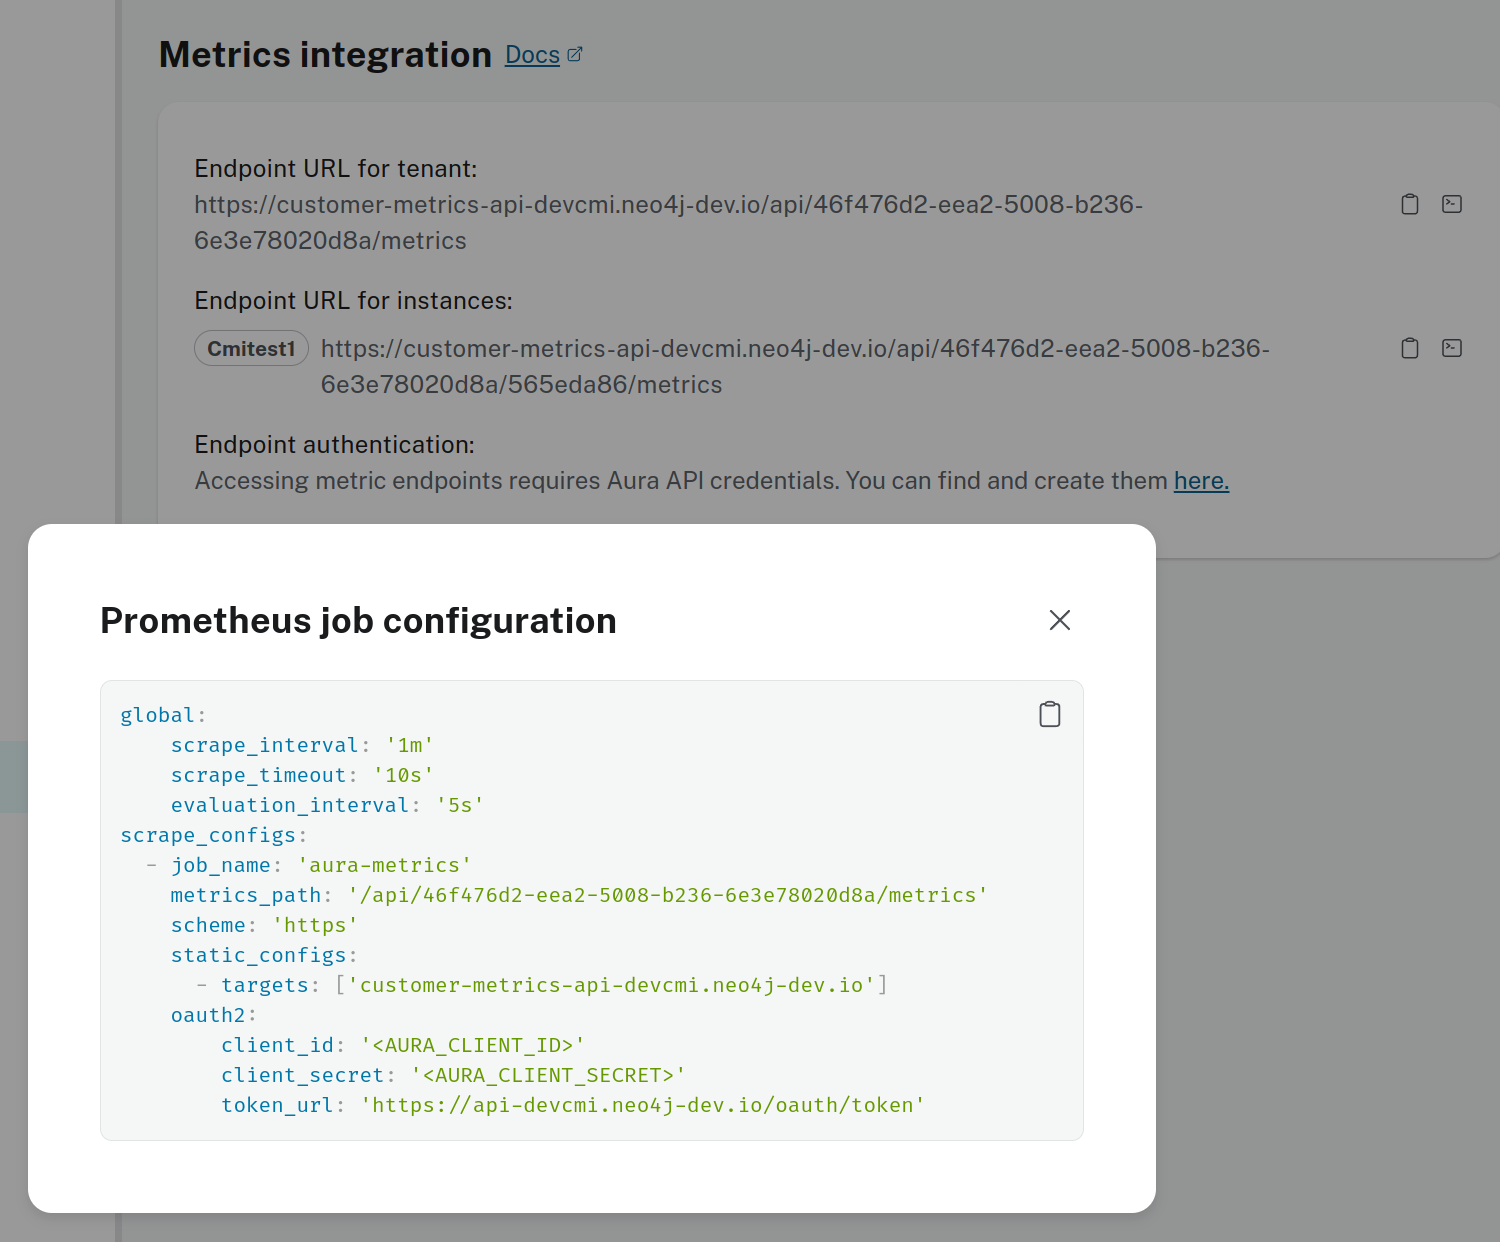 Metrics integration Docs
Endpoint URL for tenant:
https://customer-metrics-api-devcmi.neo4j-dev.io/api/46f476d2-eea2-5008-b236-
6e3e78020d8a/metrics
Endpoint URL for instances:
Cmitest1 https://customer-metrics-api-devcmi.neo4j-dev.io/api/46f476d2-eea2-5008-b236-
6e3e78020d8a/565eda86/metrics
Endpoint authentication:
Accessing metric endpoints requires Aura API credentials. You can find and create them here.
Prometheus job configuration
global:
    scrape_interval: '1m'
    scrape_timeout: '10s'
    evaluation_interval: '5s'
scrape_configs:
  - job_name: 'aura-metrics'
    metrics_path: '/api/46f476d2-eea2-5008-b236-6e3e78020d8a/metrics'
    scheme: 'https'
    static_configs:
      - targets: ['customer-metrics-api-devcmi.neo4j-dev.io']
    oauth2:
        client_id: '<AURA_CLIENT_ID>'
        client_secret: '<AURA_CLIENT_SECRET>'
        token_url: 'https://api-devcmi.neo4j-dev.io/oauth/token'